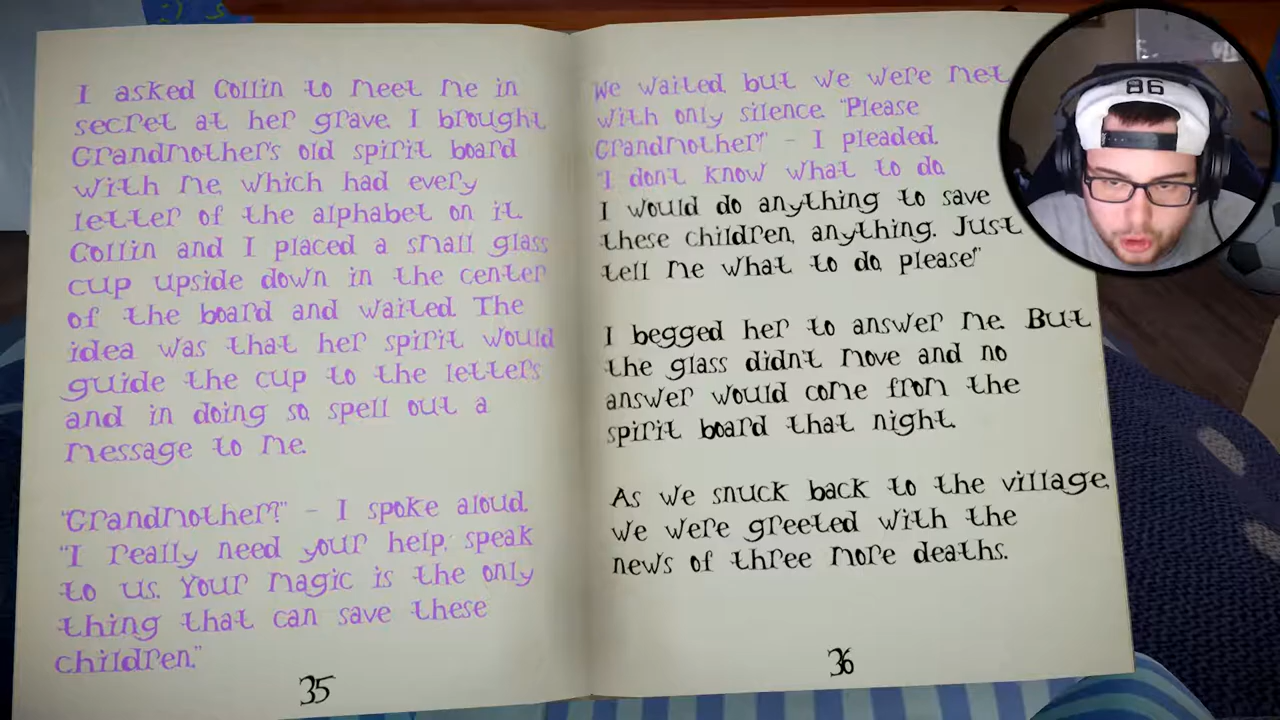 I asked Collin to meet me in
secret at her grave. I brought
Grandmother's old spirit board
with me, which had every
letter of the alphabet on it.
Collin and I placed a small glass
cup upside down in the center
of the board and waited. The
idea was that her spirit would
guide the cup to the letters
and in doing so, spell out a
message to me.
"Grandmother?" - I spoke aloud.
"I really need your help, speak
to us. Your magic is the only
thing that can save these
children."
35
We waited, but we were met
with only silence. "Please
Grandmother!" - I pleaded.
"I don't know what to do.
I would do anything to save
these children, anything. Just
tell me what to do, please!"
I begged her to answer me. But
the glass didn't move and no
answer would come from the
spirit board that night.
As we snuck back to the village,
we were greeted with the
news of three more deaths.
36
86